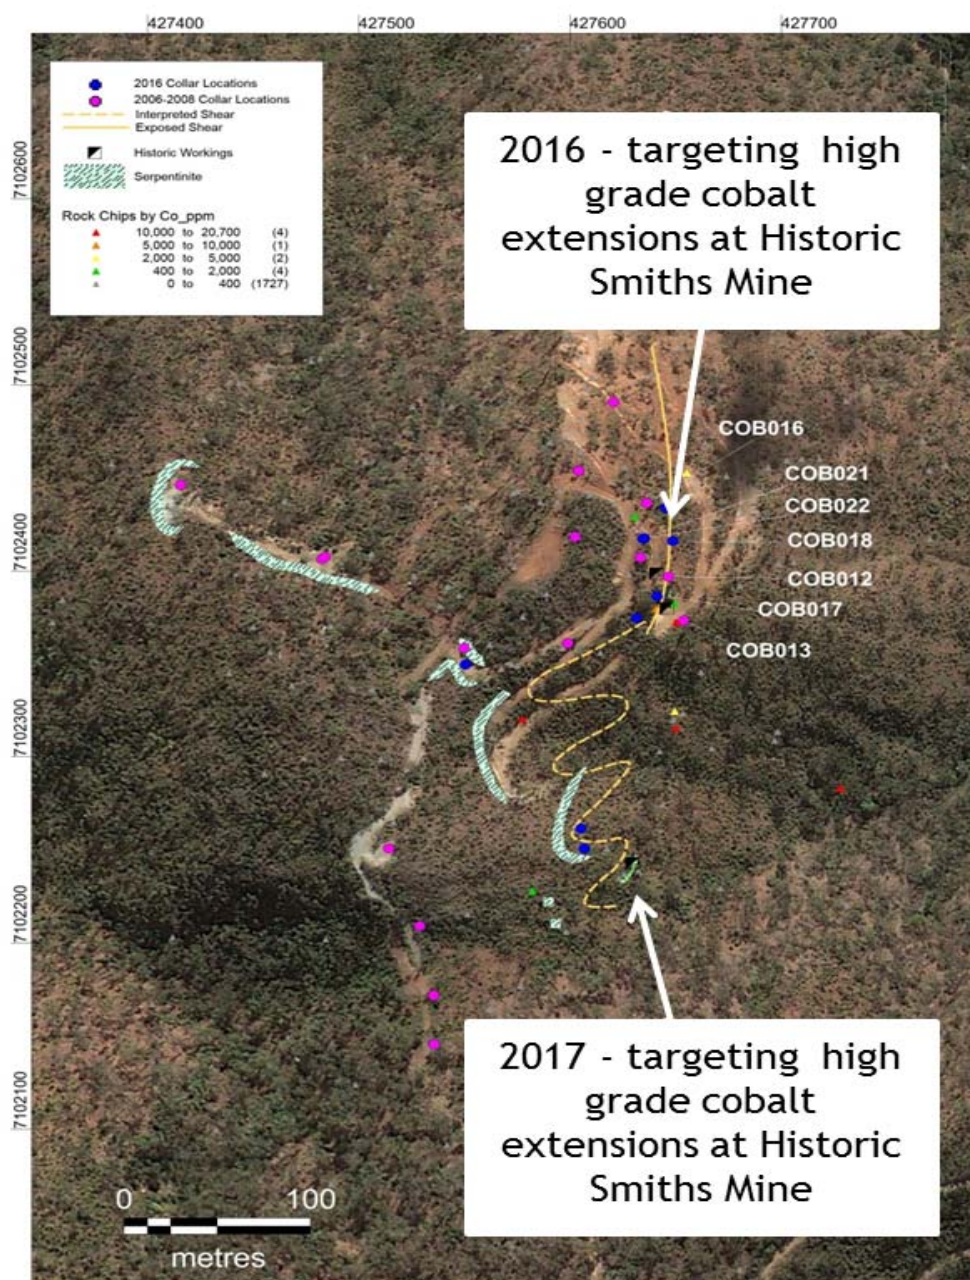 427400
427500
427600
427700
7102600
7102500
7102400
7102300
7102200
7102100
2016 Collar Locations
2006-2008 Collar Locations
Interpreted Shear
Exposed Shear
Historic Workings
Serpentinite
Rock Chips by Co_ppm
10,000 to 20,700 (4)
5,000 to 10,000 (1)
2,000 to 5,000 (2)
400 to 2,000 (4)
0 to 400 (1727)
2016 - targeting high
grade cobalt
extensions at Historic
Smiths Mine
COB016
COB021
COB022
COB018
COB012
COB017
COB013
2017 - targeting high
grade cobalt
extensions at Historic
Smiths Mine
0 100
metres